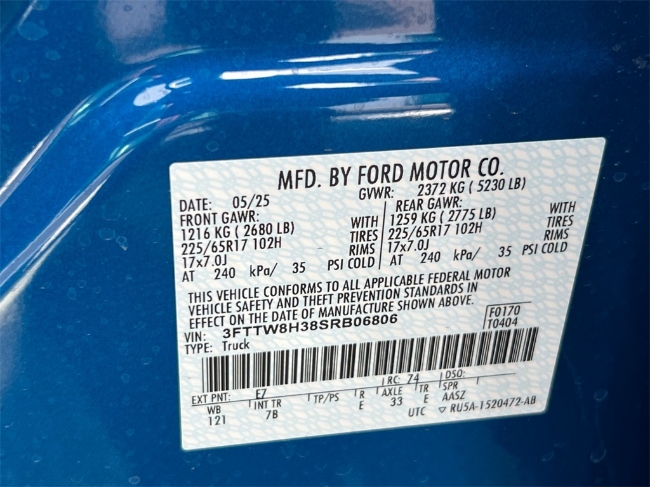 MFD. BY FORD MOTOR CO.
DATE: 05/25 GVWR: 2372 KG ( 5230 LB)
FRONT GAWR: REAR GAWR:
1216 KG ( 2680 LB) WITH 1259 KG ( 2775 LB) WITH
225/65R17 102H TIRES 225/65R17 102H TIRES
17x7.0J RIMS 17x7.0J RIMS
AT 240 kPa/ 35 PSI COLD AT 240 kPa/ 35 PSI COLD
THIS VEHICLE CONFORMS TO ALL APPLICABLE FEDERAL MOTOR
VEHICLE SAFETY AND THEFT PREVENTION STANDARDS IN
EFFECT ON THE DATE OF MANUFACTURE SHOWN ABOVE.
VIN: 3FTTW8H38SRB06806 F0170
TYPE: Truck T0404
EXT PNT: E7 RC: 74 DSO:
WB INT TR TP/PS R AXLE TR SPR
121 7B E 33 E AASZ
UTC ▽ RU5A-1520472-AB